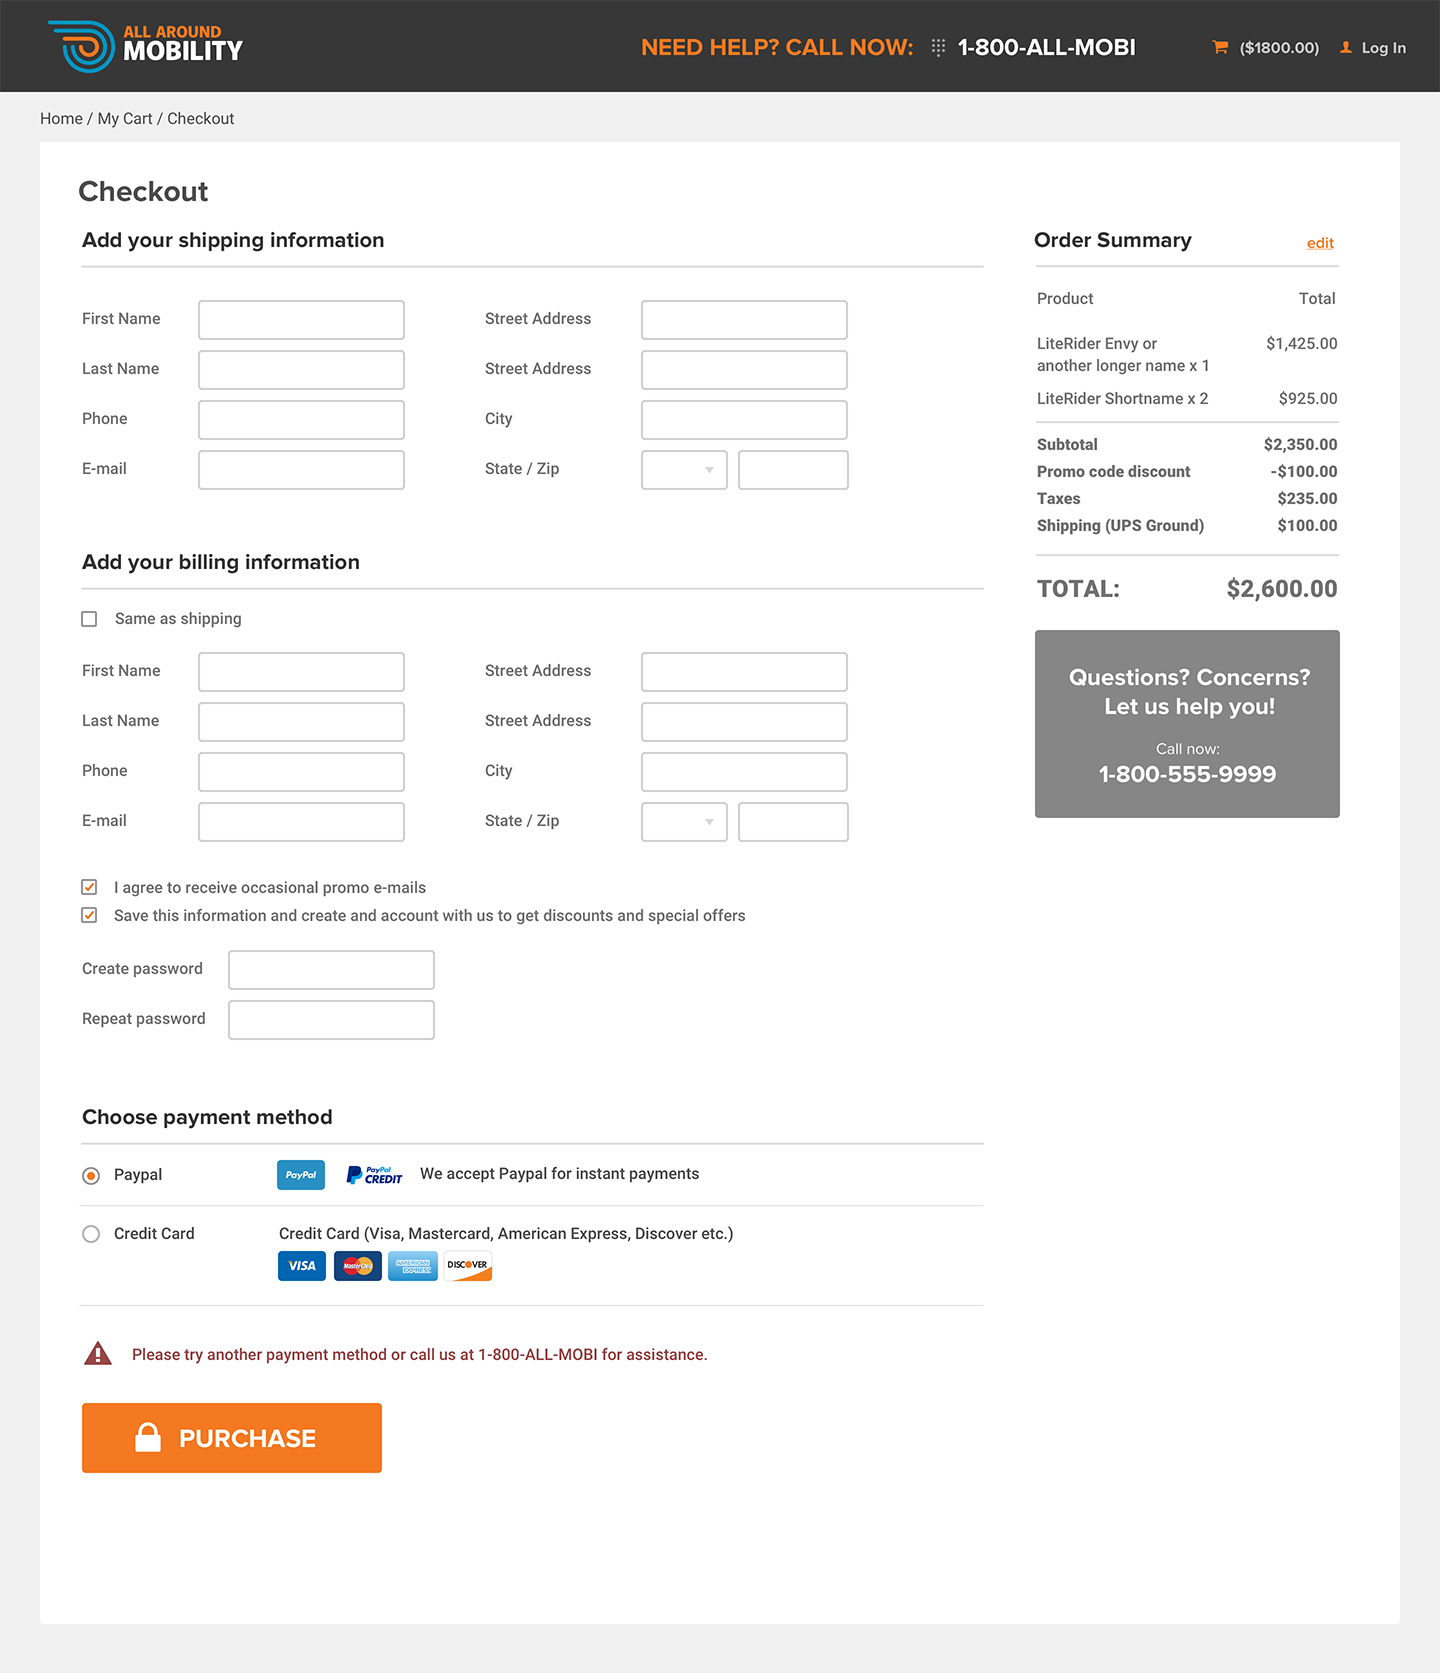 ALL AROUND
MOBILITY
NEED HELP? CALL NOW: 1-800-ALL-MOBI
($1800.00) Log In
Home / My Cart / Checkout
Checkout
Add your shipping information
First Name
Street Address
Last Name
Street Address
Phone
City
E-mail
State / Zip
Add your billing information
Same as shipping
First Name
Street Address
Last Name
Street Address
Phone
City
E-mail
State / Zip
I agree to receive occasional promo e-mails
Save this information and create and account with us to get discounts and special offers
Create password
Repeat password
Choose payment method
Paypal
PayPal
PayPal
CREDIT
We accept Paypal for instant payments
Credit Card
Credit Card (Visa, Mastercard, American Express, Discover etc.)
VISA
MasterCard
AMERICAN
EXPRESS
DISCOVER
Please try another payment method or call us at 1-800-ALL-MOBI for assistance.
PURCHASE
Order Summary edit
Product Total
LiteRider Envy or $1,425.00
another longer name x 1
LiteRider Shortname x 2 $925.00
Subtotal $2,350.00
Promo code discount -$100.00
Taxes $235.00
Shipping (UPS Ground) $100.00
TOTAL: $2,600.00
Questions? Concerns?
Let us help you!
Call now:
1-800-555-9999